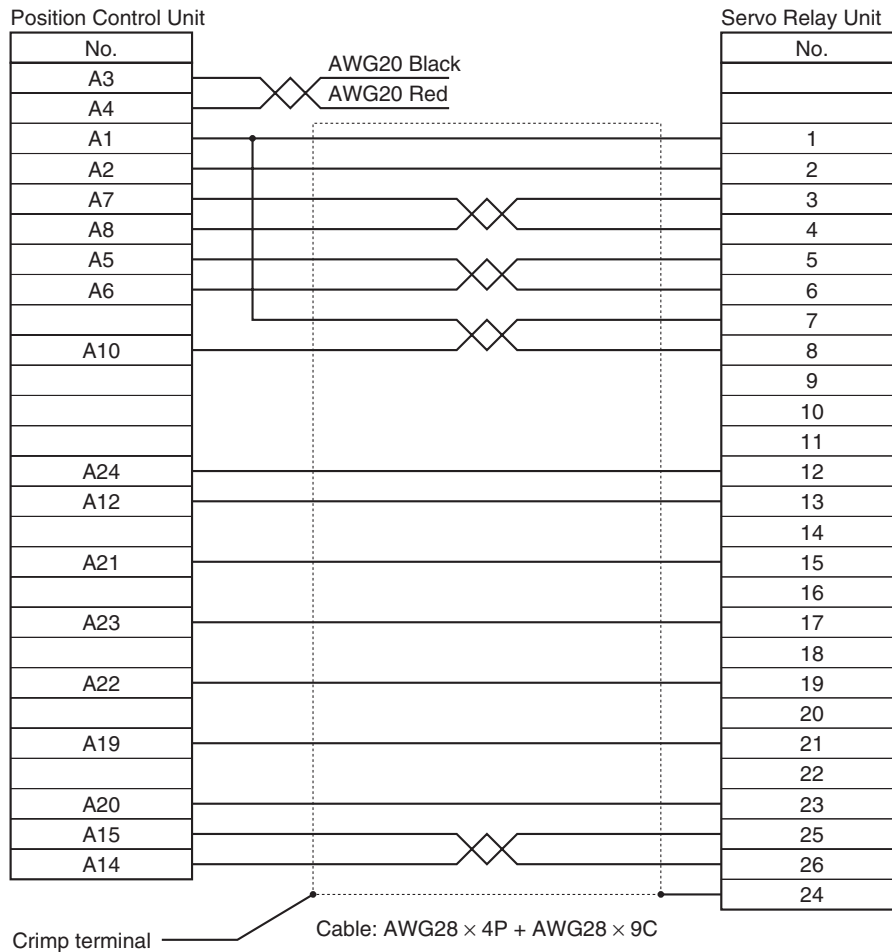 Position Control Unit
Servo Relay Unit
No.
No.
A3
AWG20 Black
A4
AWG20 Red
A1
1
A2
2
A7
3
A8
4
A5
5
A6
6
7
A10
8
9
10
11
A24
12
A12
13
14
A21
15
16
A23
17
18
A22
19
20
A19
21
22
A20
23
A15
25
A14
26
24
Crimp terminal
Cable: AWG28 × 4P + AWG28 × 9C